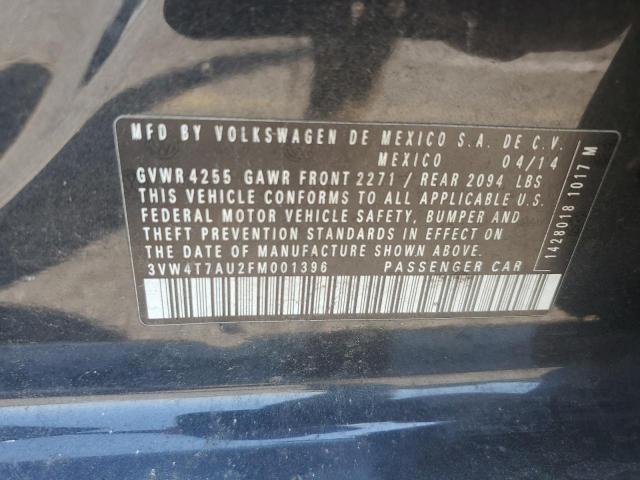 MFD BY VOLKSWAGEN DE MEXICO S.A. DE C.V.
MEXICO 04/14
GVWR 4255 GAWR FRONT 2271 / REAR 2094 LBS
THIS VEHICLE CONFORMS TO ALL APPLICABLE U.S.
FEDERAL MOTOR VEHICLE SAFETY, BUMPER AND
THEFT PREVENTION STANDARDS IN EFFECT ON
THE DATE OF MANUFACTURE SHOWN ABOVE.
3VW4T7AU2FM001396 PASSENGER CAR
1428018 1017 M